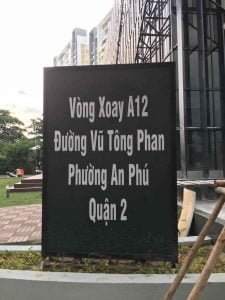 Vòng Xoay A12
Đường Vũ Tông Phan
Phường An Phú
Quận 2